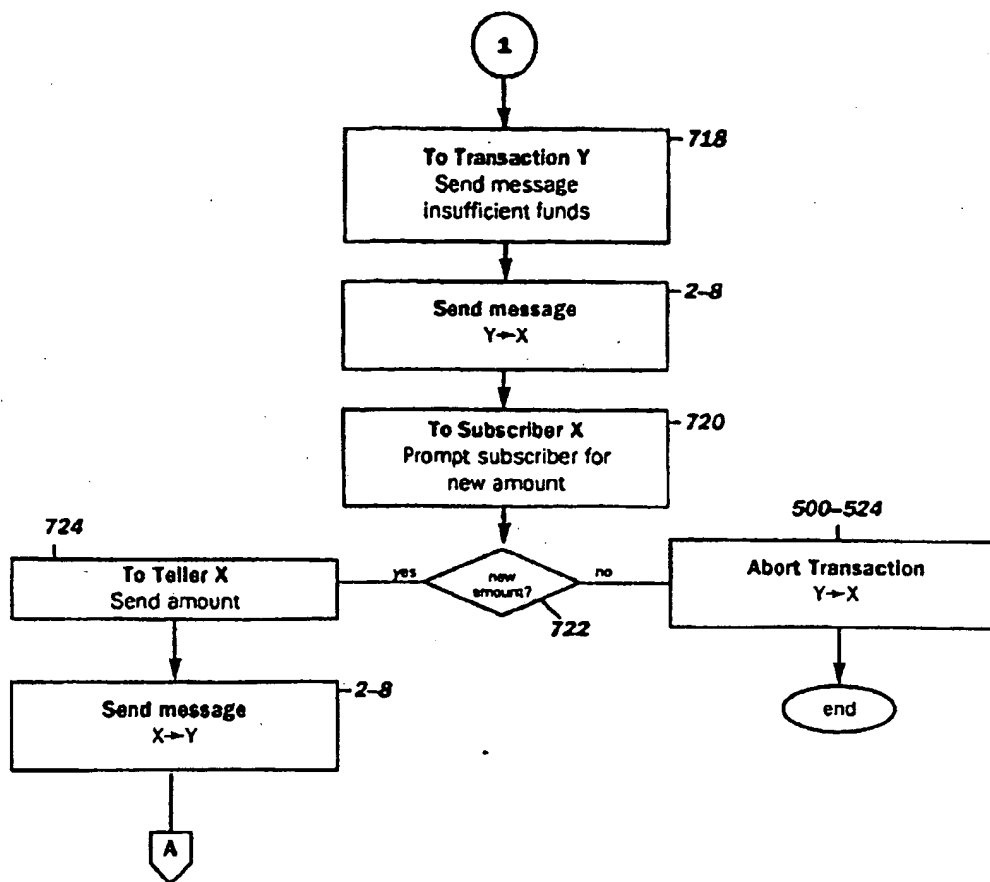 1
718
To Transaction Y
Send message
insufficient funds
2-8
Send message
Y→X
720
To Subscriber X
Prompt subscriber for
new amount
724
To Teller X
Send amount
yes
new
amount?
no
722
500-524
Abort Transaction
Y→X
2-8
Send message
X→Y
end
A